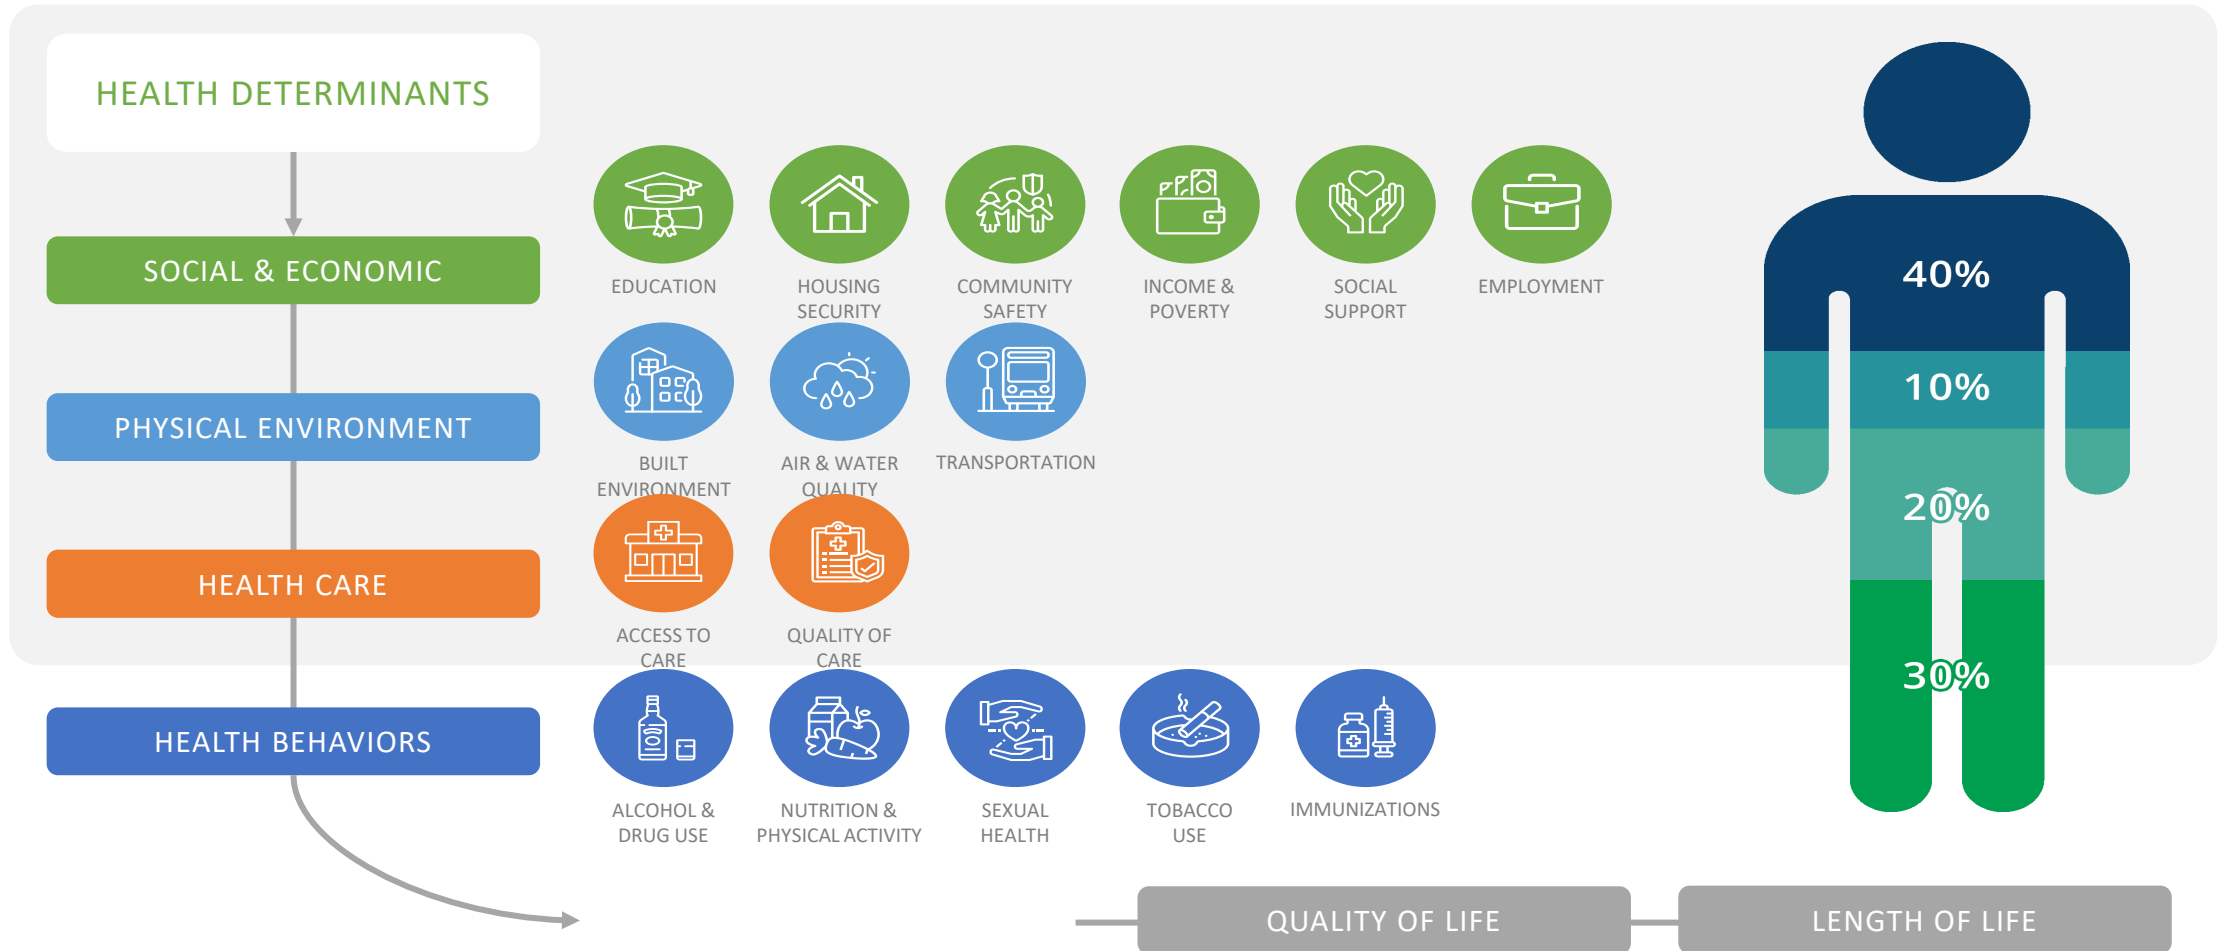 HEALTH DETERMINANTS
SOCIAL & ECONOMIC
EDUCATION
HOUSING
SECURITY
COMMUNITY
SAFETY
INCOME &
POVERTY
SOCIAL
SUPPORT
EMPLOYMENT
40%
PHYSICAL ENVIRONMENT
BUILT
ENVIRONMENT
AIR & WATER
QUALITY
TRANSPORTATION
10%
HEALTH CARE
ACCESS TO
CARE
QUALITY OF
CARE
20%
HEALTH BEHAVIORS
ALCOHOL &
DRUG USE
NUTRITION &
PHYSICAL ACTIVITY
SEXUAL
HEALTH
TOBACCO
USE
IMMUNIZATIONS
30%
QUALITY OF LIFE
LENGTH OF LIFE